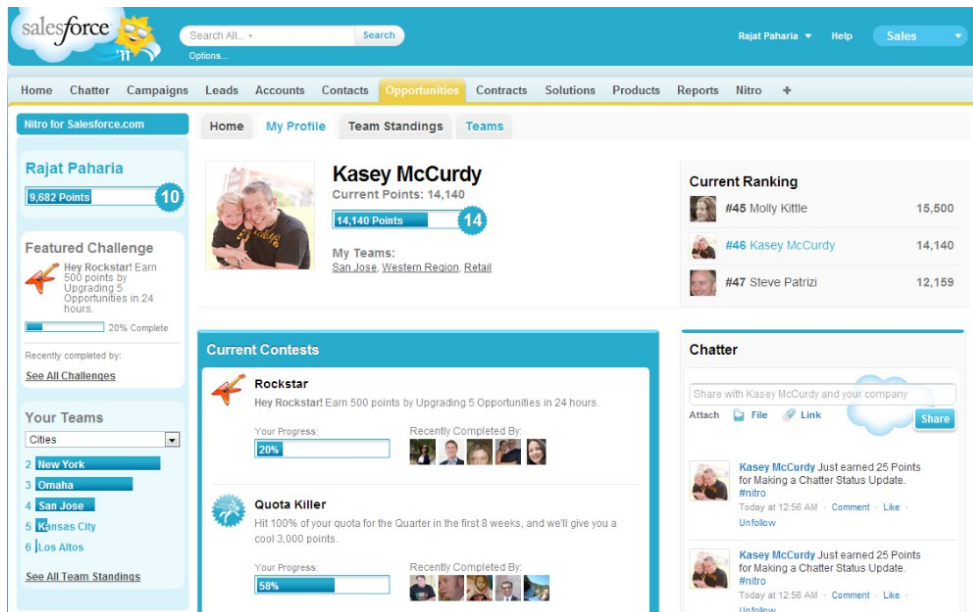 salesforce
'11
Search All...
Search
Options...
Rajat Paharia
Help
Sales
Home Chatter Campaigns Leads Accounts Contacts Opportunities Contracts Solutions Products Reports Nitro +
Nitro for Salesforce.com
Rajat Paharia
9,682 Points
10
Featured Challenge
Hey Rockstar! Earn
500 points by
Upgrading 5
Opportunities in 24
hours.
20% Complete
Recently completed by:
See All Challenges
Your Teams
Cities
2 New York
3 Omaha
4 San Jose
5 Kansas City
6 Los Altos
See All Team Standings
Home My Profile Team Standings Teams
Kasey McCurdy
Current Points: 14,140
14,140 Points
14
My Teams:
San Jose, Western Region, Retail
Current Ranking
#45 Molly Kittle 15,500
#46 Kasey McCurdy 14,140
#47 Steve Patrizi 12,159
Current Contests
Rockstar
Hey Rockstar! Earn 500 points by Upgrading 5 Opportunities in 24 hours.
Your Progress: Recently Completed By:
20%
Quota Killer
Hit 100% of your quota for the Quarter in the first 8 weeks, and we'll give you a
cool 3,000 points.
Your Progress: Recently Completed By:
58%
Chatter
Share with Kasey McCurdy and your company
Attach File Link
Share
Kasey McCurdy Just earned 25 Points
for Making a Chatter Status Update.
#nitro
Today at 12:56 AM · Comment · Like ·
Unfollow
Kasey McCurdy Just earned 25 Points
for Making a Chatter Status Update.
#nitro
Today at 12:56 AM · Comment · Like ·
Unfollow